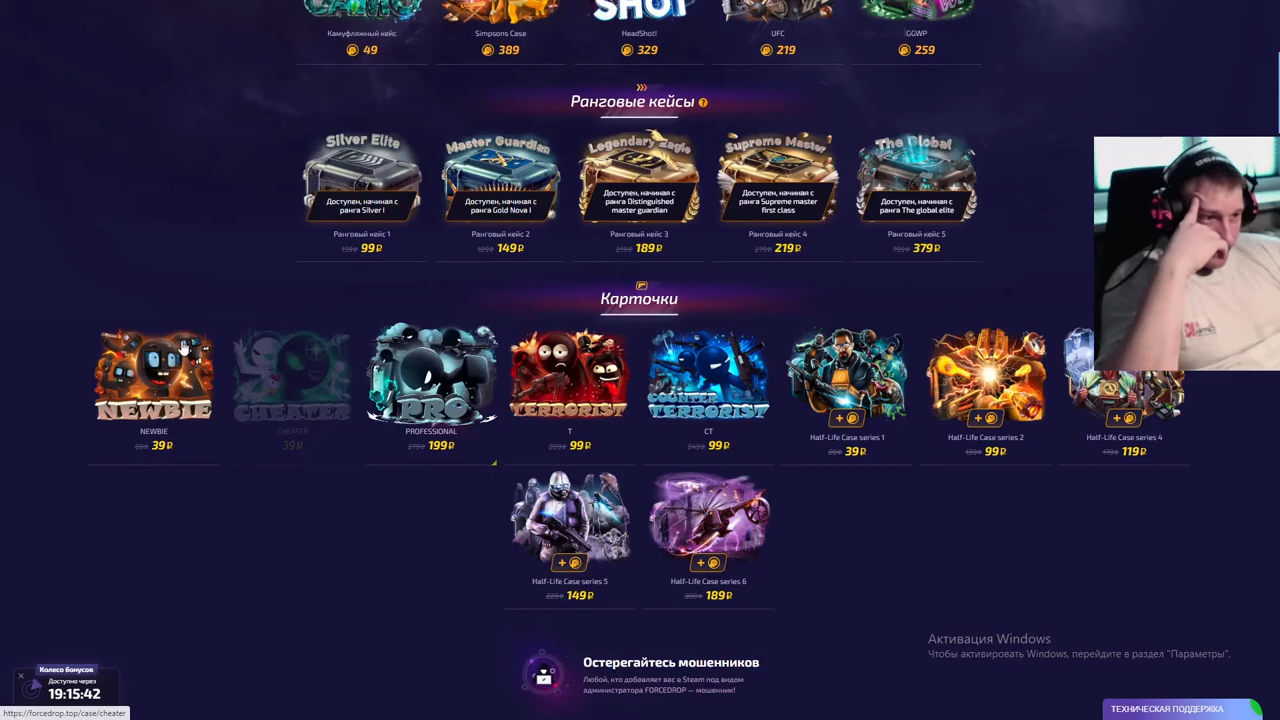 CAMO
SHOT
Камуфляжный кейс
Simpsons Case
HeadShot!
UFC
GGWP
49
389
329
219
259
Ранговые кейсы ?
Silver Elite
Master Guardian
Legendary Eagle
Supreme Master
The Global
Доступен, начиная с
ранга Silver I
Доступен, начиная с
ранга Gold Nova I
Доступен, начиная с
ранга Distinguished
master guardian
Доступен, начиная с
ранга Supreme master
first class
Доступен, начиная с
ранга The global elite
Ранговый кейс 1
Ранговый кейс 2
Ранговый кейс 3
Ранговый кейс 4
Ранговый кейс 5
99₽
149₽
189₽
219₽
379₽
Карточки
NEWBIE
CHEATER
PRO
TERRORIST
COUNTER
TERRORIST
NEWBIE
CHEATER
PROFESSIONAL
T
CT
Half-Life Case series 1
Half-Life Case series 2
Half-Life Case series 4
39₽
39₽
199₽
99₽
99₽
39₽
99₽
119₽
Half-Life Case series 5
Half-Life Case series 6
149₽
189₽
Остерегайтесь мошенников
Любой, кто добавляет вас в Steam под видом
администратора FORCEDROP — мошенник!
Активация Windows
Чтобы активировать Windows, перейдите в раздел "Параметры".
Колесо бонусов
Доступно через
19:15:42
https://forcedrop.top/case/cheater
ТЕХНИЧЕСКАЯ ПОДДЕРЖКА